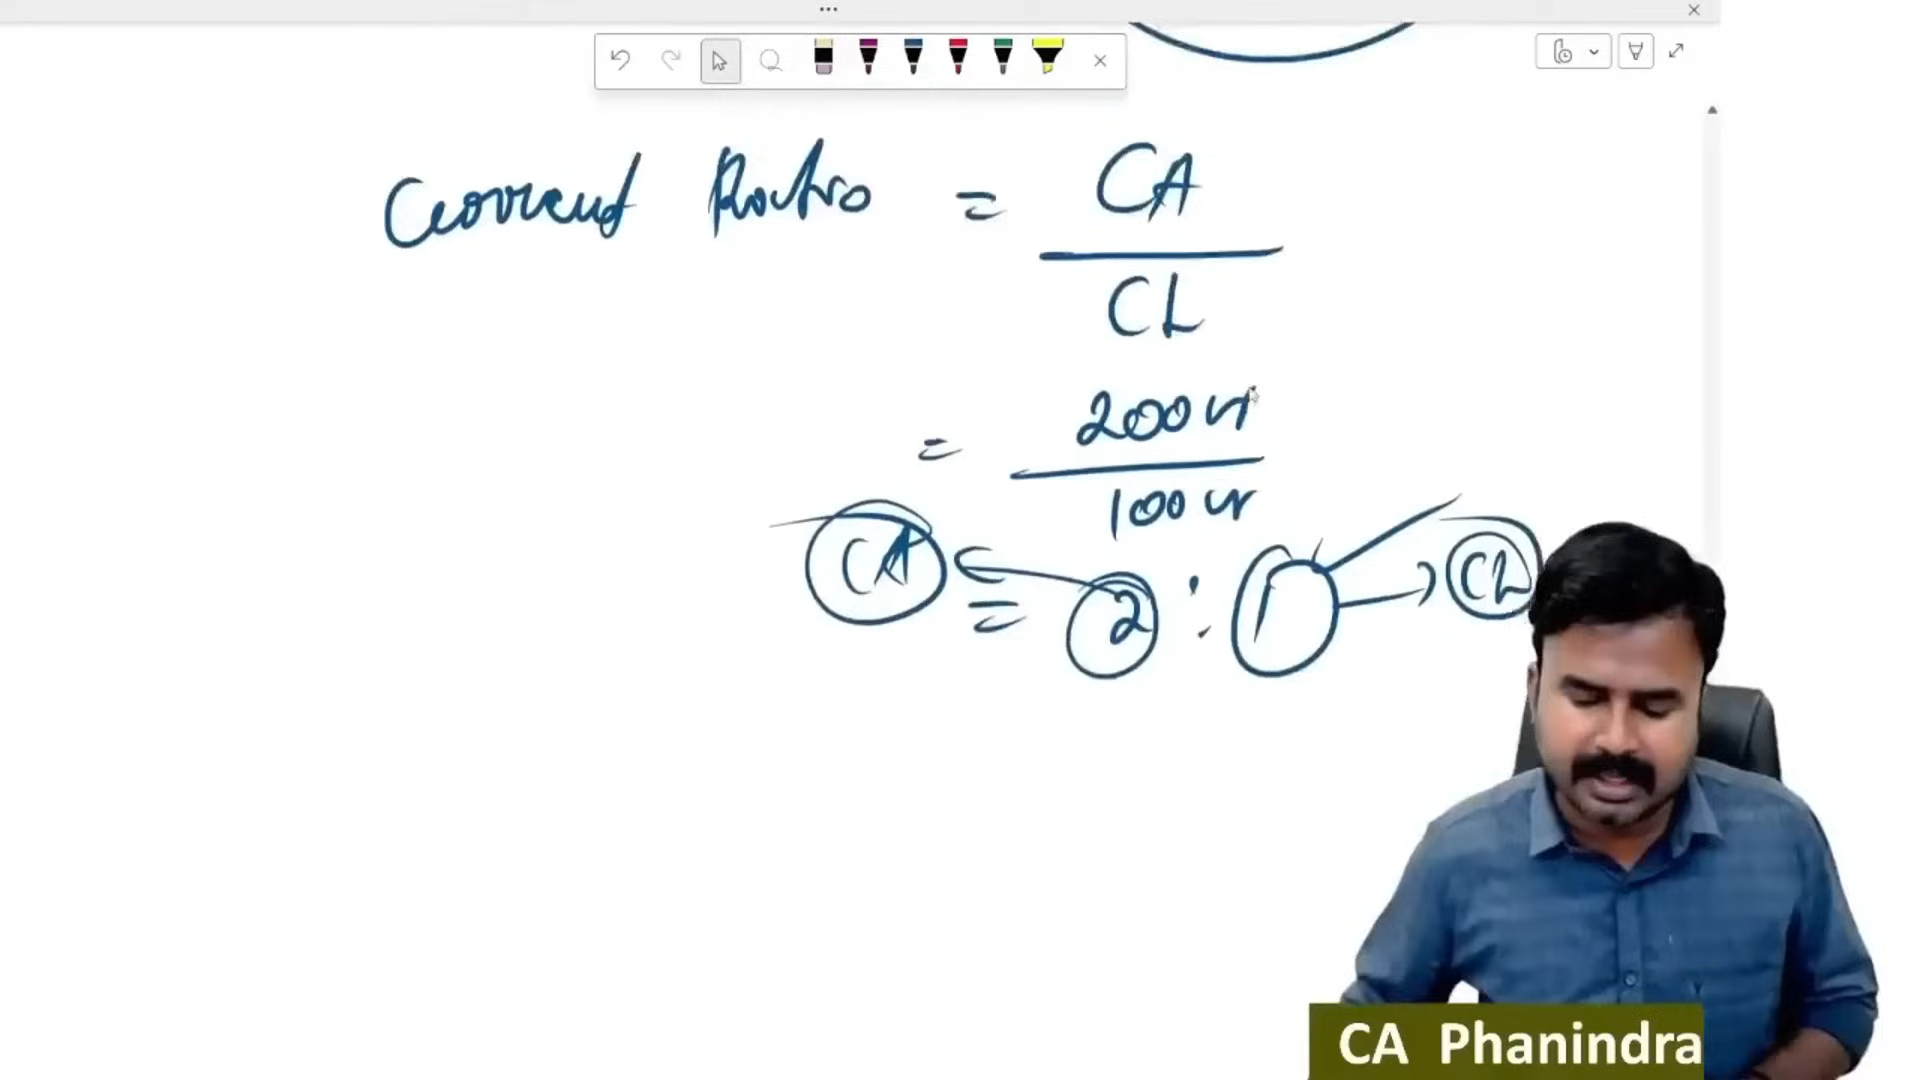 Current Ratio = CA
CL
= 200 cr
100 cr
CA = 2 : 1 CL
CA Phanindra